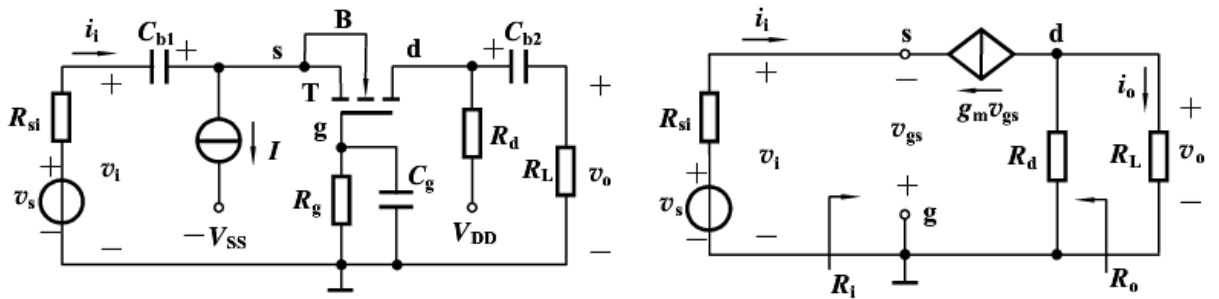 i_i
C_b1
+
B
s
d
+
C_b2
+
T
g
R_si
+
v_s
−
+
v_i
−
I
−V_SS
R_g
C_g
R_d
V_DD
R_L
+
v_o
−
i_i
+
s
−
d
g_m v_gs
i_o
R_si
+
v_s
−
v_i
−
v_gs
+
g
R_d
R_L
+
v_o
−
R_i
R_o